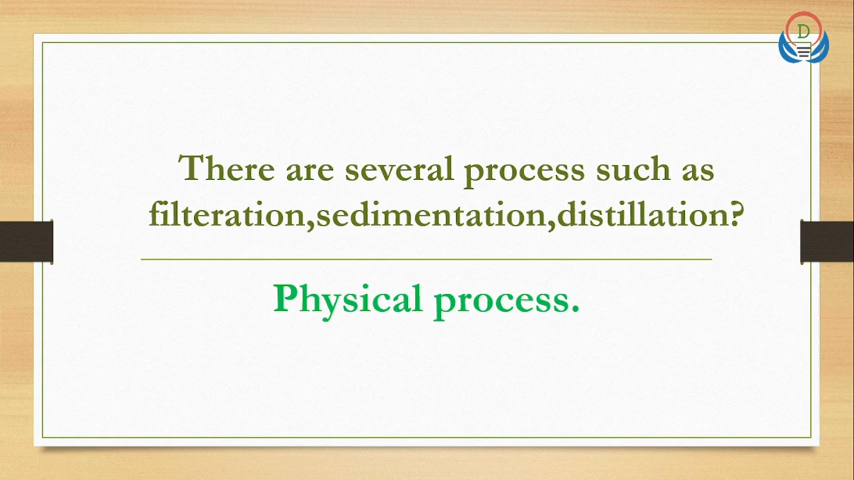 D
There are several process such as
filteration,sedimentation,distillation?
Physical process.